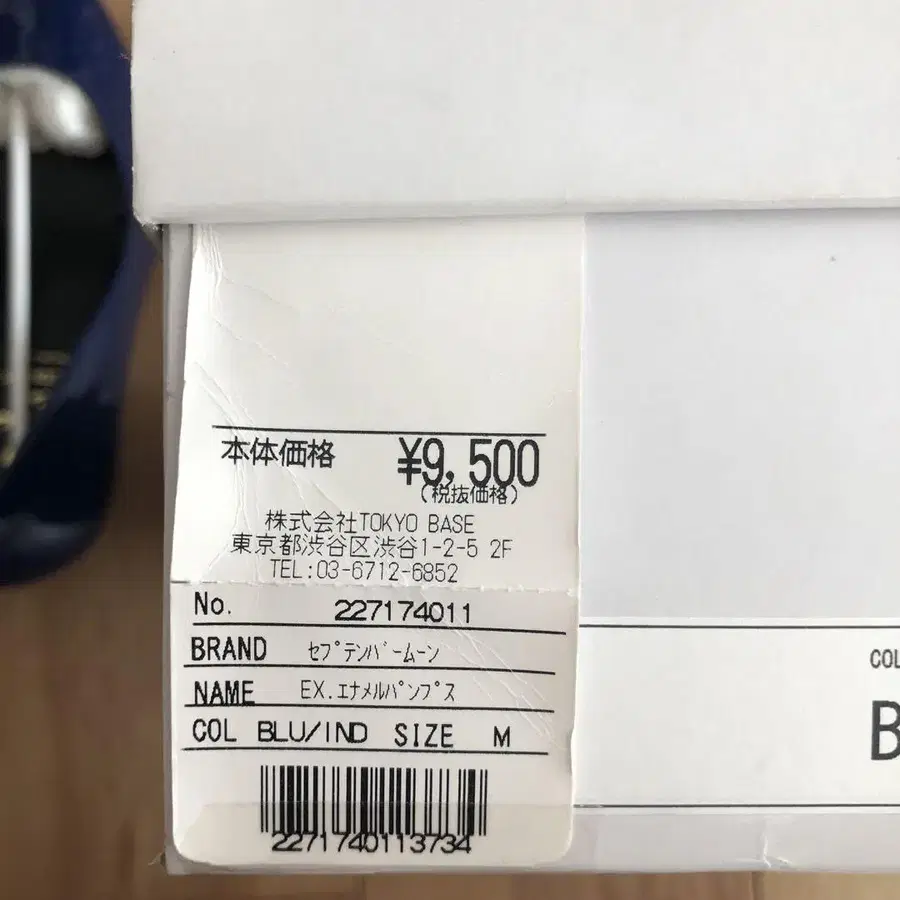 本体価格 ¥9,500
(税抜価格)
株式会社TOKYO BASE
東京都渋谷区渋谷1-2-5 2F
TEL:03-6712-6852
No. 227174011
BRAND ｾﾌﾟﾃﾝﾊﾞｰﾑｰﾝ
NAME EX.ｴﾅﾒﾙﾊﾟﾝﾌﾟｽ
COL BLU/IND SIZE M
2271740113734
COL
B